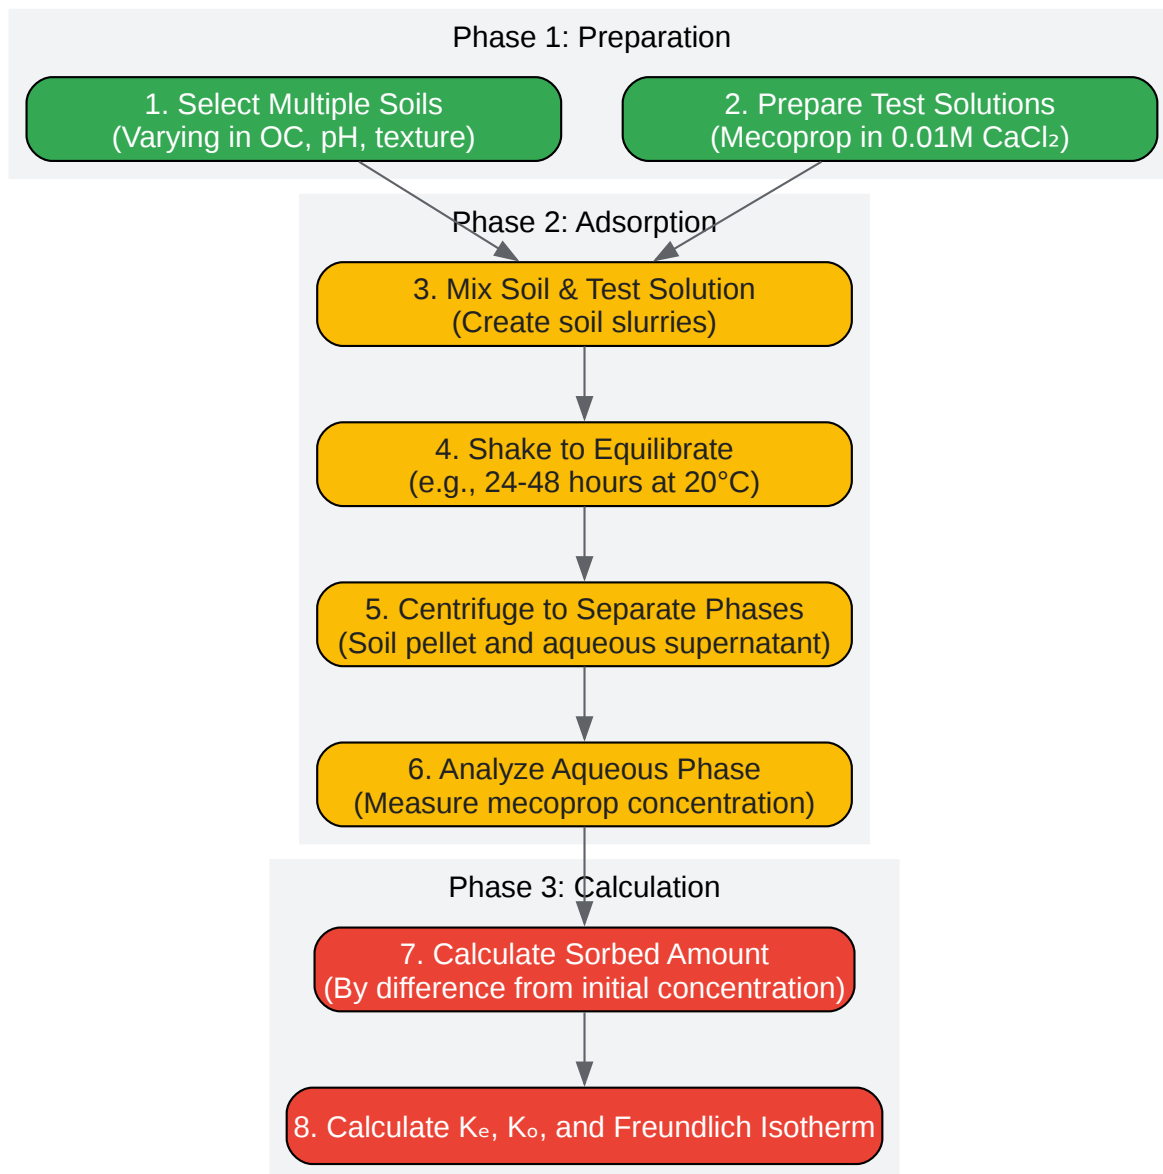 Phase 1: Preparation
1. Select Multiple Soils
(Varying in OC, pH, texture)
2. Prepare Test Solutions
(Mecoprop in 0.01M CaCl₂)
Phase 2: Adsorption
3. Mix Soil & Test Solution
(Create soil slurries)
4. Shake to Equilibrate
(e.g., 24-48 hours at 20°C)
5. Centrifuge to Separate Phases
(Soil pellet and aqueous supernatant)
6. Analyze Aqueous Phase
(Measure mecoprop concentration)
Phase 3: Calculation
7. Calculate Sorbed Amount
(By difference from initial concentration)
8. Calculate Kₑ, Kₒ, and Freundlich Isotherm